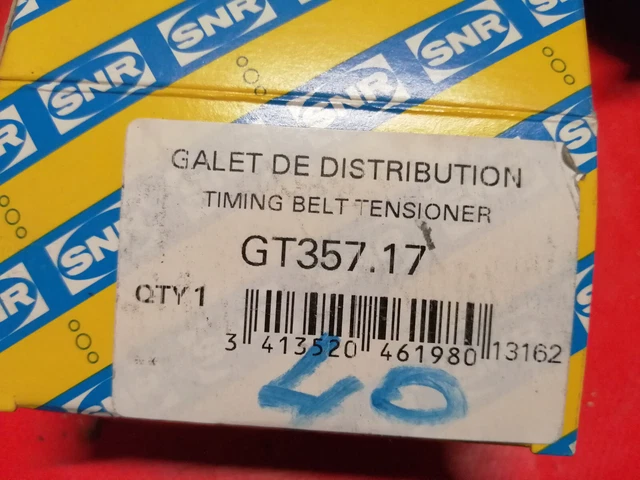 SNR
SNR
SNR
SNR
SNR
SNR
GALET DE DISTRIBUTION
TIMING BELT TENSIONER
GT357.17
QTY 1
3 413520 461980 13162
40